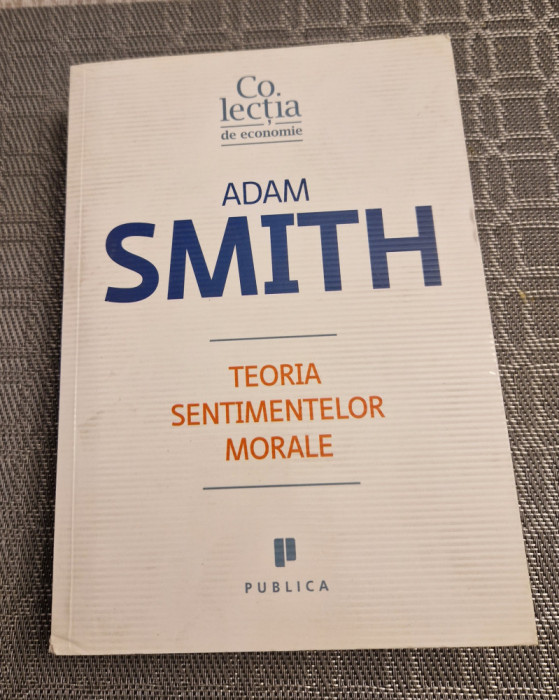 Co.
lecția
de economie
ADAM
SMITH
TEORIA
SENTIMENTELOR
MORALE
PUBLICA